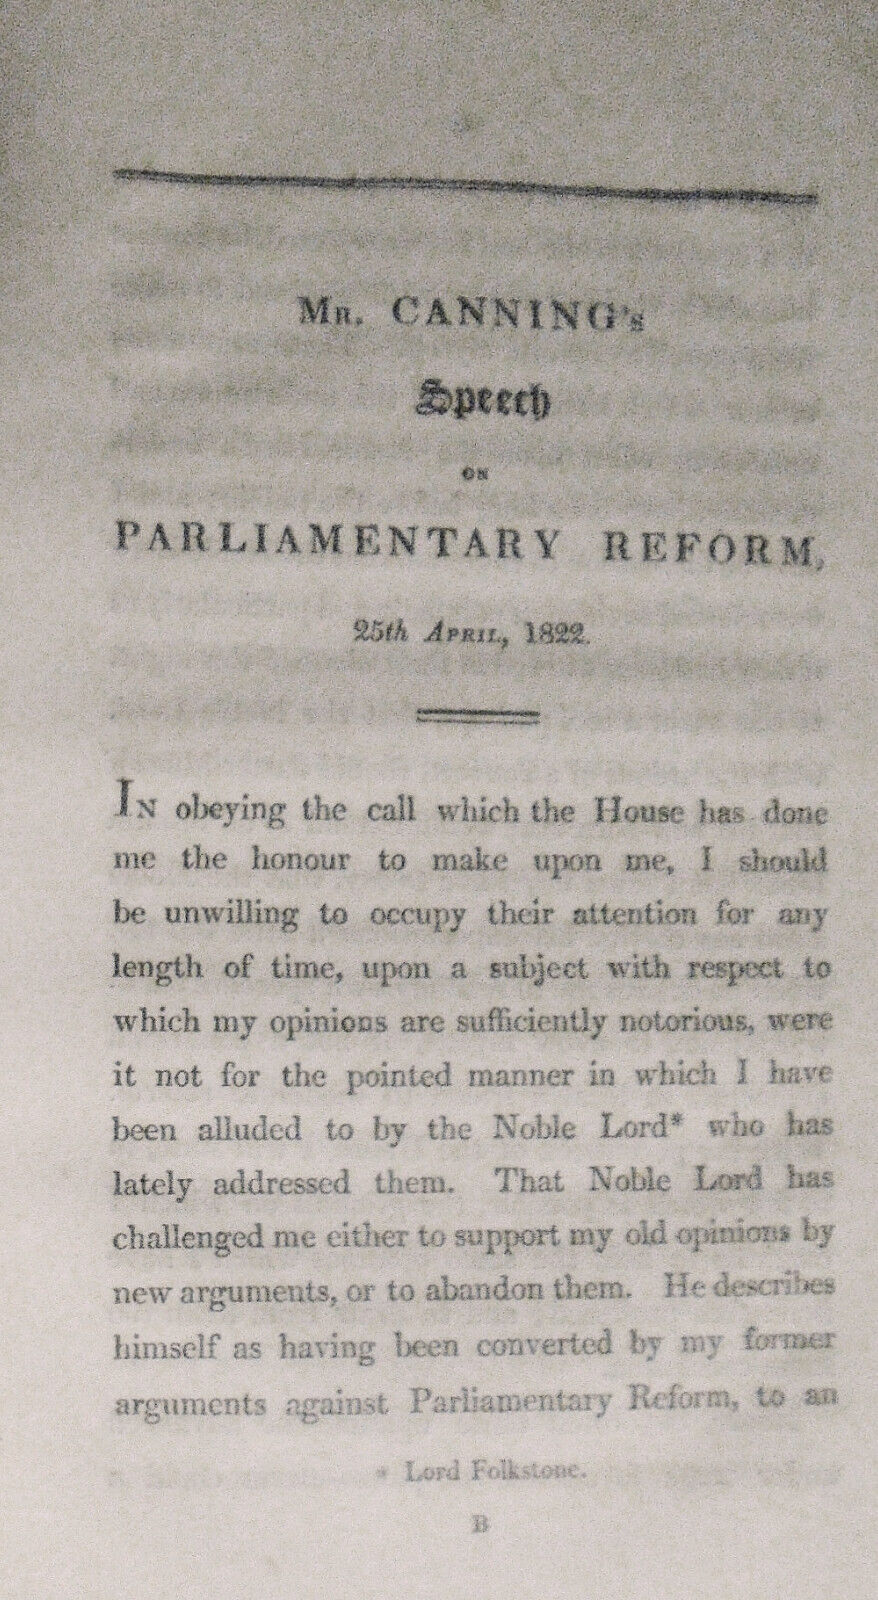 Mr. CANNING's
Speech
ON
PARLIAMENTARY REFORM,
25th April, 1822.
In obeying the call which the House has done
me the honour to make upon me, I should
be unwilling to occupy their attention for any
length of time, upon a subject with respect to
which my opinions are sufficiently notorious, were
it not for the pointed manner in which I have
been alluded to by the Noble Lord* who has
lately addressed them. That Noble Lord has
challenged me either to support my old opinions by
new arguments, or to abandon them. He describes
himself as having been converted by my former
arguments against Parliamentary Reform, to an
* Lord Folkstone.
B